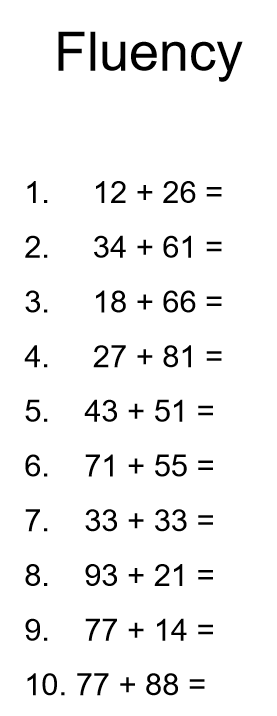 Fluency
1. 12 + 26 =
2. 34 + 61 =
3. 18 + 66 =
4. 27 + 81 =
5. 43 + 51 =
6. 71 + 55 =
7. 33 + 33 =
8. 93 + 21 =
9. 77 + 14 =
10. 77 + 88 =